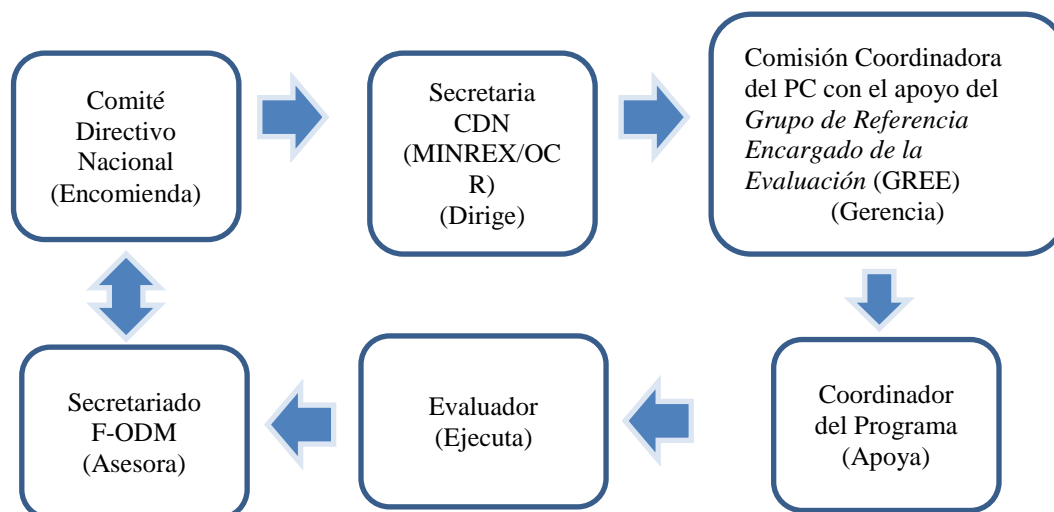 Comité
Directivo
Nacional
(Encomienda)
Secretaria
CDN
(MINREX/OC
R)
(Dirige)
Comisión Coordinadora
del PC con el apoyo del
Grupo de Referencia
Encargado de la
Evaluación (GREE)
(Gerencia)
Secretariado
F-ODM
(Asesora)
Evaluador
(Ejecuta)
Coordinador
del Programa
(Apoya)